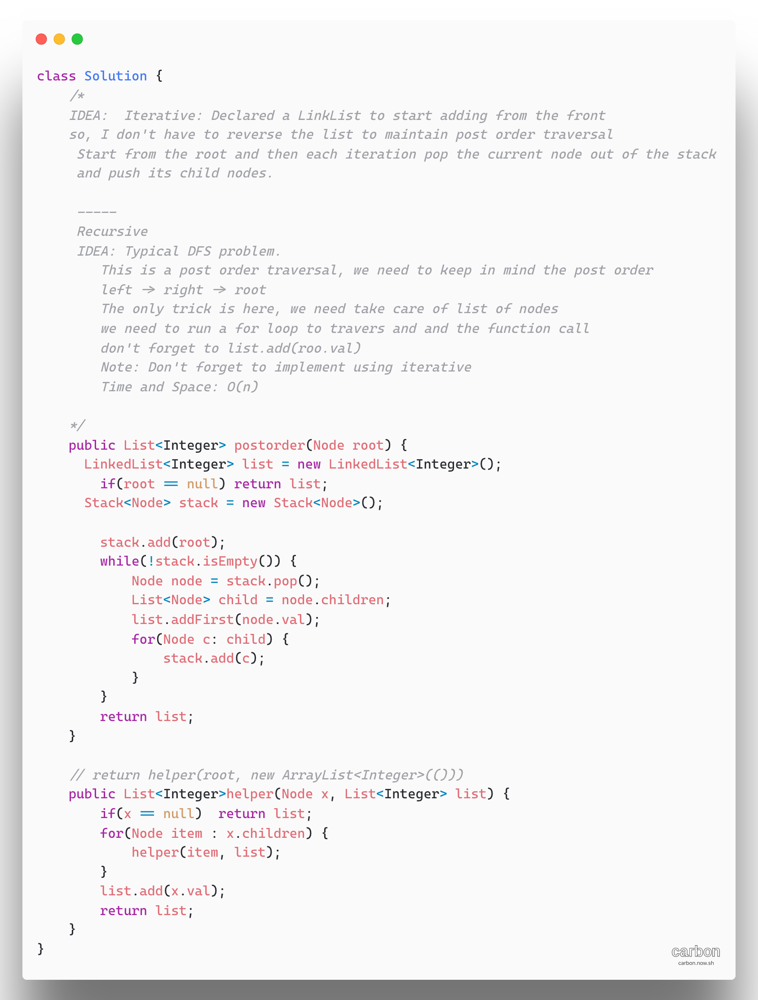 class Solution {
    /*
    IDEA:  Iterative: Declared a LinkList to start adding from the front
    so, I don't have to reverse the list to maintain post order traversal
     Start from the root and then each iteration pop the current node out of the stack
     and push its child nodes.

     -----
     Recursive
     IDEA: Typical DFS problem.
        This is a post order traversal, we need to keep in mind the post order
        left -> right -> root
        The only trick is here, we need take care of list of nodes
        we need to run a for loop to travers and and the function call
        don't forget to list.add(roo.val)
        Note: Don't forget to implement using iterative
        Time and Space: O(n)

    */
    public List<Integer> postorder(Node root) {
      LinkedList<Integer> list = new LinkedList<Integer>();
        if(root == null) return list;
      Stack<Node> stack = new Stack<Node>();

        stack.add(root);
        while(!stack.isEmpty()) {
            Node node = stack.pop();
            List<Node> child = node.children;
            list.addFirst(node.val);
            for(Node c: child) {
                stack.add(c);
            }
        }
        return list;
    }

    // return helper(root, new ArrayList<Integer>(()))
    public List<Integer>helper(Node x, List<Integer> list) {
        if(x == null)  return list;
        for(Node item : x.children) {
            helper(item, list);
        }
        list.add(x.val);
        return list;
    }
}
carbon
carbon.now.sh